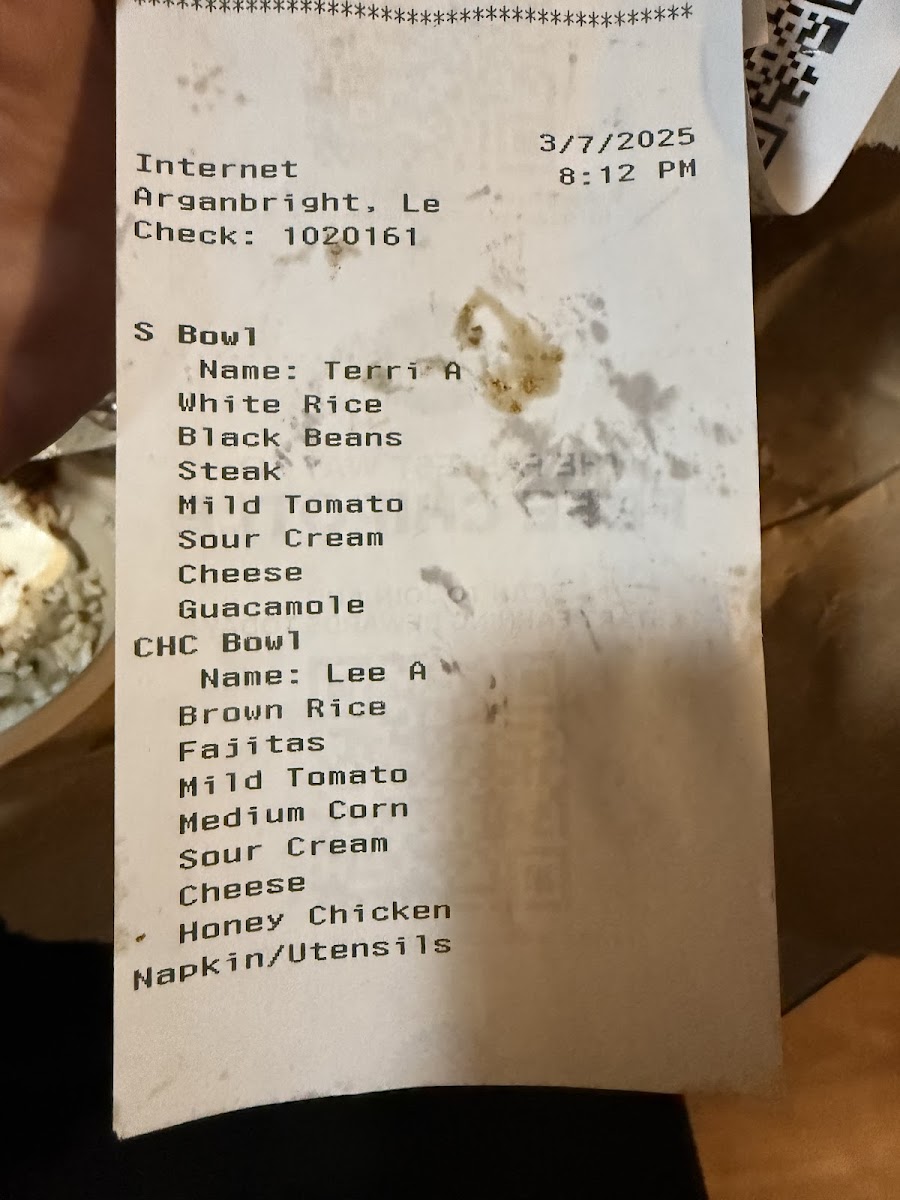 ****************************************
3/7/2025
Internet 8:12 PM
Arganbright, Le
Check: 1020161
S Bowl
Name: Terri A
White Rice
Black Beans
Steak
Mild Tomato
Sour Cream
Cheese
Guacamole
CHC Bowl
Name: Lee A
Brown Rice
Fajitas
Mild Tomato
Medium Corn
Sour Cream
Cheese
Honey Chicken
Napkin/Utensils